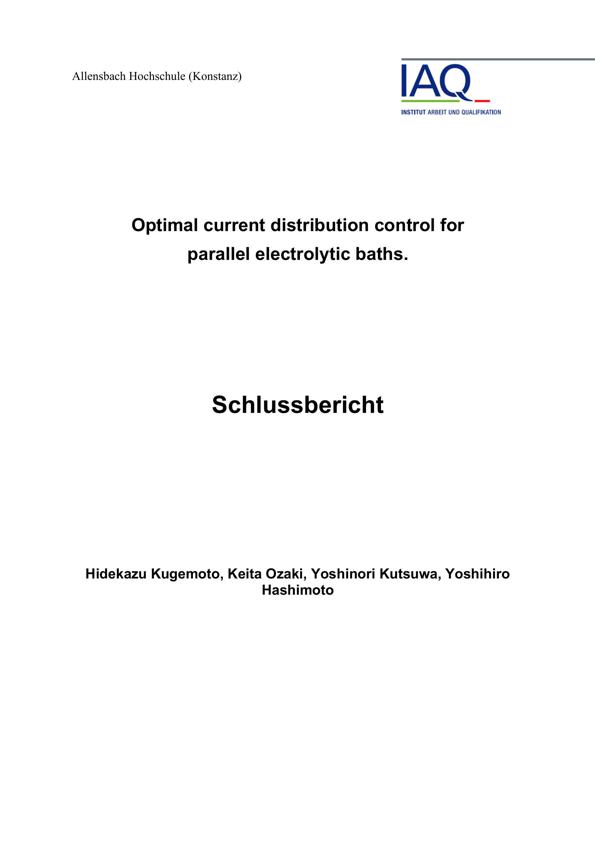 Allensbach Hochschule (Konstanz)
IAQ
INSTITUT ARBEIT UND QUALIFIKATION
Optimal current distribution control for
parallel electrolytic baths.
Schlussbericht
Hidekazu Kugemoto, Keita Ozaki, Yoshinori Kutsuwa, Yoshihiro
Hashimoto